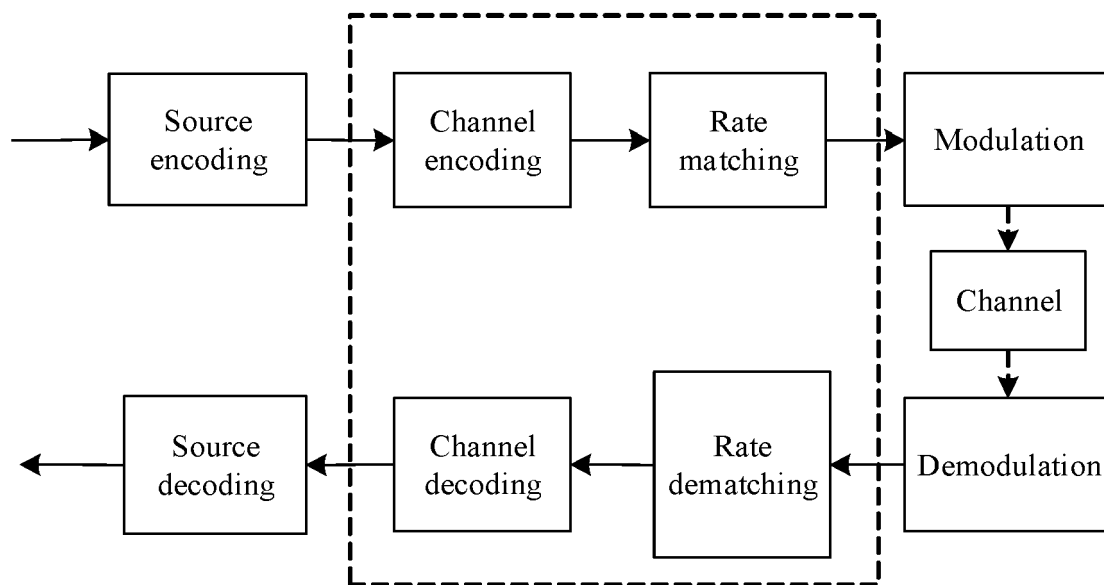 Source
encoding
Channel
encoding
Rate
matching
Modulation
Channel
Source
decoding
Channel
decoding
Rate
dematching
Demodulation